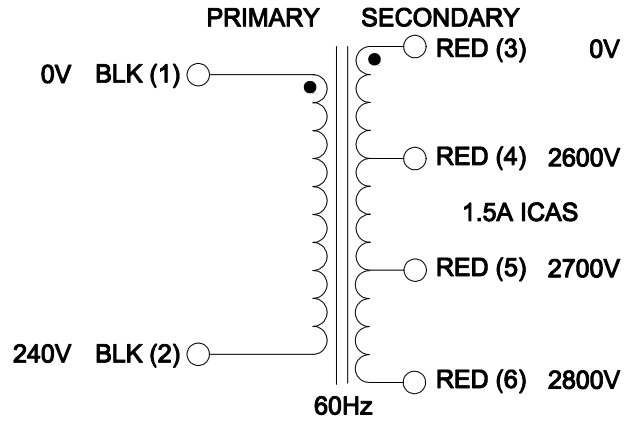 PRIMARY SECONDARY
RED (3) 0V
0V BLK (1)
RED (4) 2600V
1.5A ICAS
RED (5) 2700V
240V BLK (2)
RED (6) 2800V
60Hz